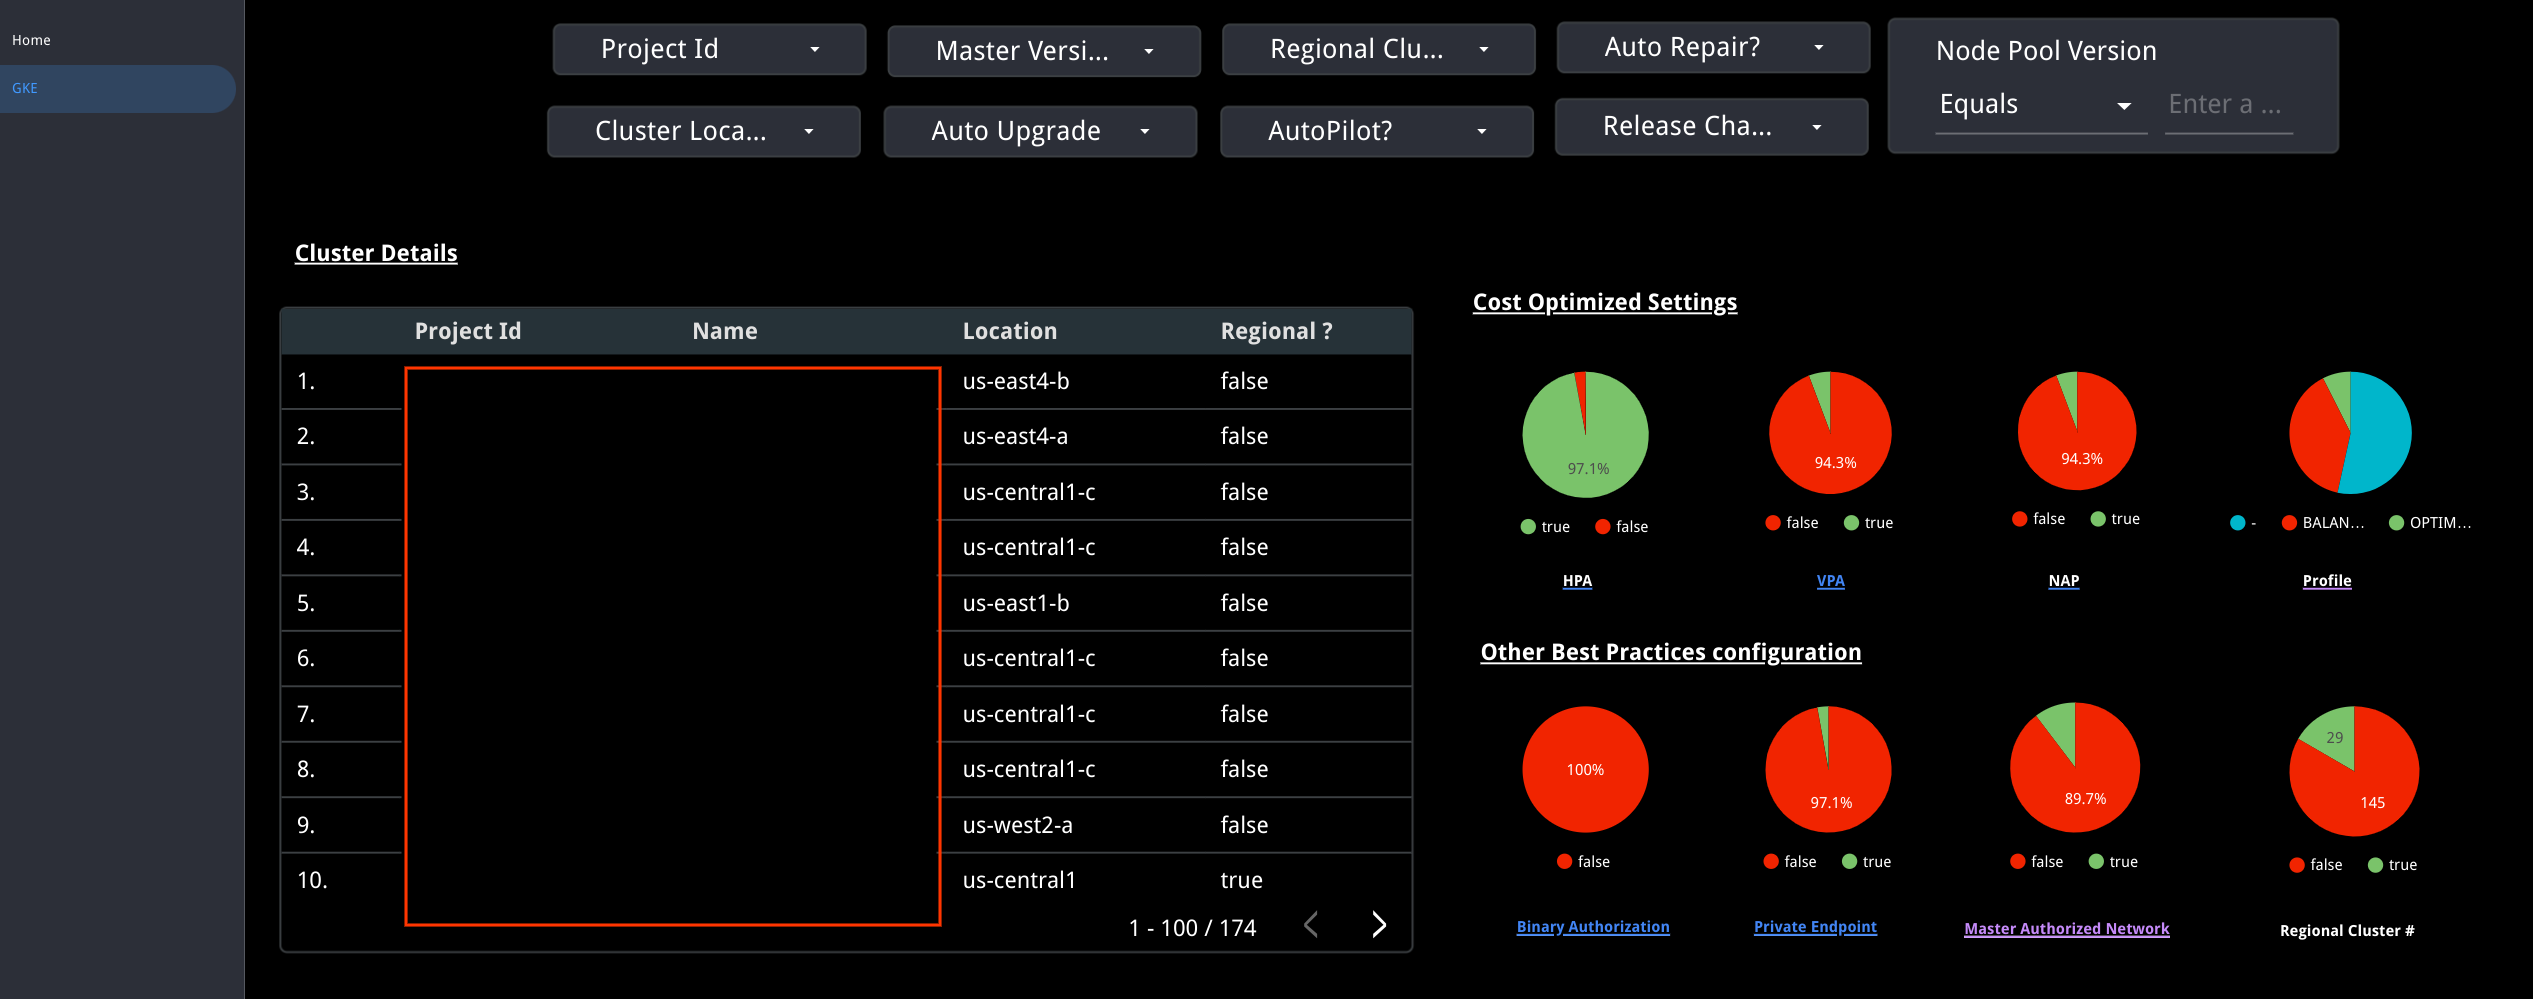 Home
GKE
Project Id
Master Versi...
Regional Clu...
Auto Repair?
Node Pool Version
Equals
Enter a ...
Cluster Loca...
Auto Upgrade
AutoPilot?
Release Cha...
Cluster Details
Project Id Name Location Regional ?
1. us-east4-b false
2. us-east4-a false
3. us-central1-c false
4. us-central1-c false
5. us-east1-b false
6. us-central1-c false
7. us-central1-c false
8. us-central1-c false
9. us-west2-a false
10. us-central1 true
1 - 100 / 174
Cost Optimized Settings
97.1%
true false
HPA
94.3%
false true
VPA
94.3%
false true
NAP
- BALAN... OPTIM...
Profile
Other Best Practices configuration
100%
false
Binary Authorization
97.1%
false true
Private Endpoint
89.7%
false true
Master Authorized Network
29
145
false true
Regional Cluster #